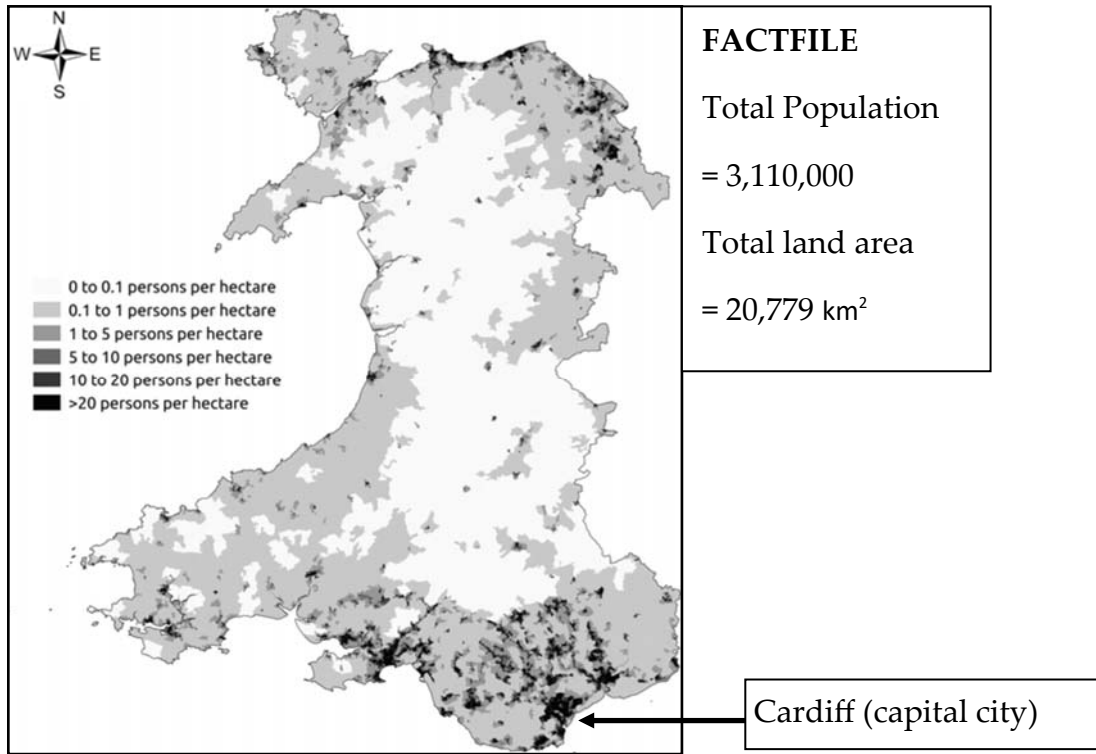 N
W E
S
0 to 0.1 persons per hectare
0.1 to 1 persons per hectare
1 to 5 persons per hectare
5 to 10 persons per hectare
10 to 20 persons per hectare
>20 persons per hectare
FACTFILE
Total Population
= 3,110,000
Total land area
= 20,779 km²
Cardiff (capital city)